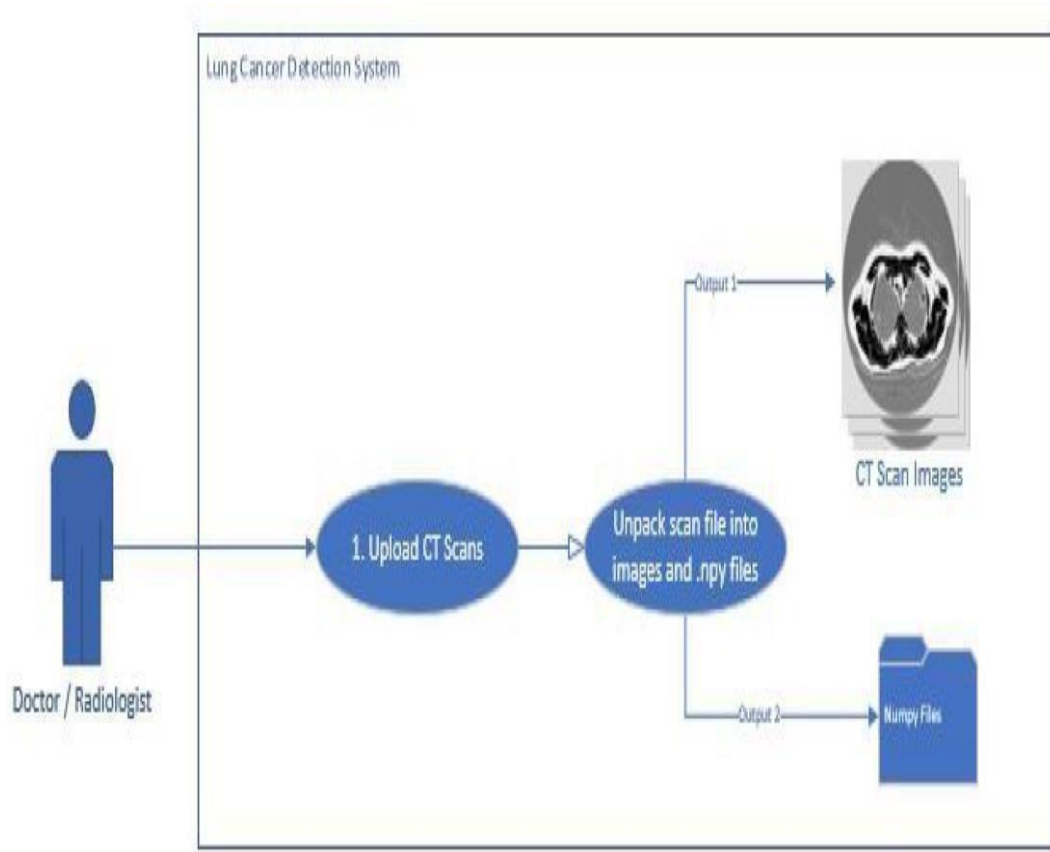 Lung Cancer Detection System
Output 1
CT Scan Images
1. Upload CT Scans
Unpack scan file into
images and .npy files
Doctor / Radiologist
Output 2
Numpy Files